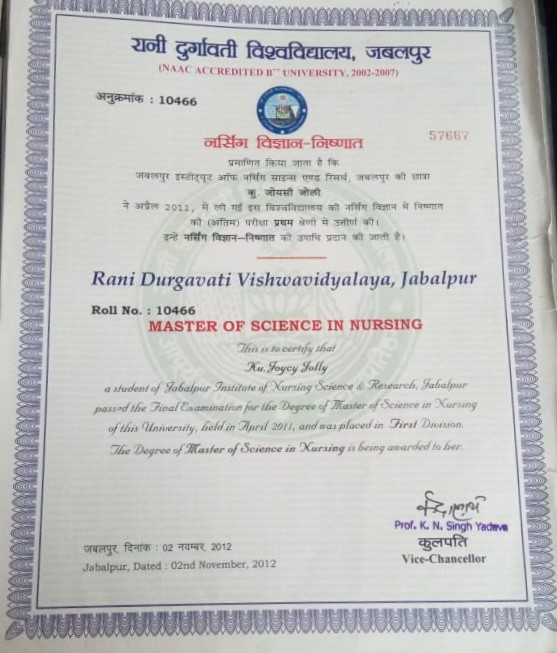 रानी दुर्गावती विश्वविद्यालय, जबलपुर
(NAAC ACCREDITED B++ UNIVERSITY, 2002-2007)
अनुक्रमांक : 10466
57667
नर्सिंग विज्ञान-निष्णात
प्रमाणित किया जाता है कि
जबलपुर इंस्टीट्यूट ऑफ नर्सिंग साइन्स एण्ड रिसर्च, जबलपुर की छात्रा
कु. जोयसी जोली
ने अप्रैल 2011, में ली गई इस विश्वविद्यालय की नर्सिंग विज्ञान में निष्णात
की (अंतिम) परीक्षा प्रथम श्रेणी में उत्तीर्ण की।
इन्हें नर्सिंग विज्ञान-निष्णात की उपाधि प्रदान की जाती है।
Rani Durgavati Vishwavidyalaya, Jabalpur
Roll No. : 10466
MASTER OF SCIENCE IN NURSING
This is to certify that
Ku. Joycy Jolly
a student of Jabalpur Institute of Nursing Science & Research, Jabalpur
passed the Final Examination for the Degree of Master of Science in Nursing
of this University, held in April 2011, and was placed in First Division.
The Degree of Master of Science in Nursing is being awarded to her.
Prof. K. N. Singh Yadava
कुलपति
Vice-Chancellor
जबलपुर, दिनांक : 02 नवम्बर, 2012
Jabalpur, Dated : 02nd November, 2012